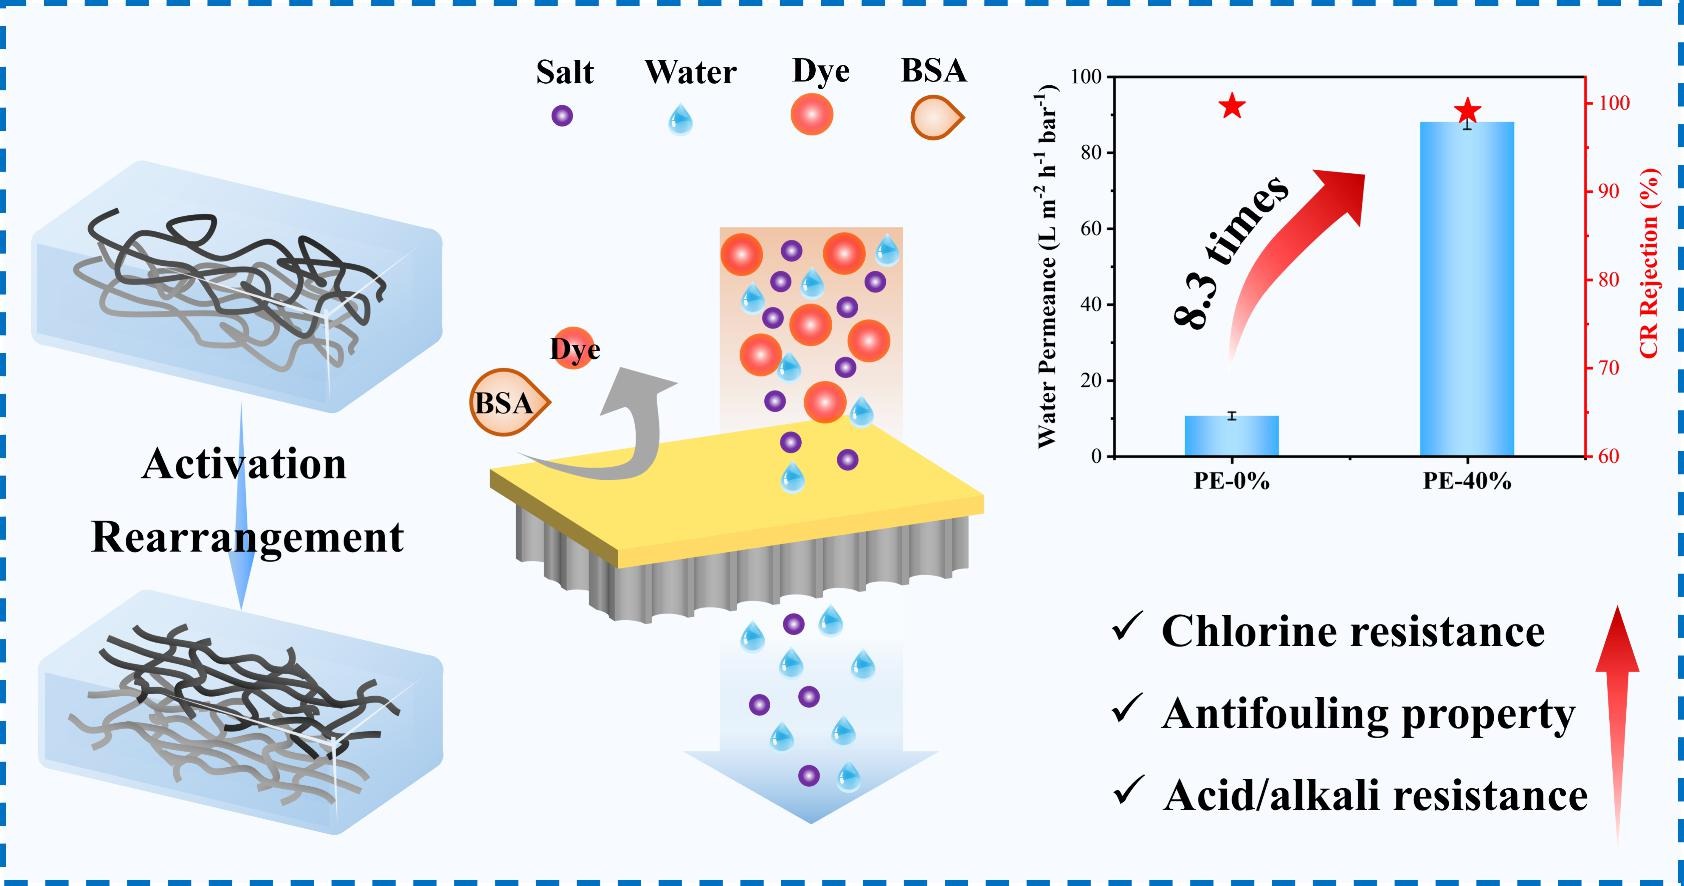 Salt
Water
Dye
BSA
Activation
Rearrangement
Dye
BSA
Water Permeance (L m⁻² h⁻¹ bar⁻¹)
100
80
60
40
20
0
8.3 times
PE-0%
PE-40%
100
90
80
70
60
CR Rejection (%)
✓ Chlorine resistance
✓ Antifouling property
✓ Acid/alkali resistance